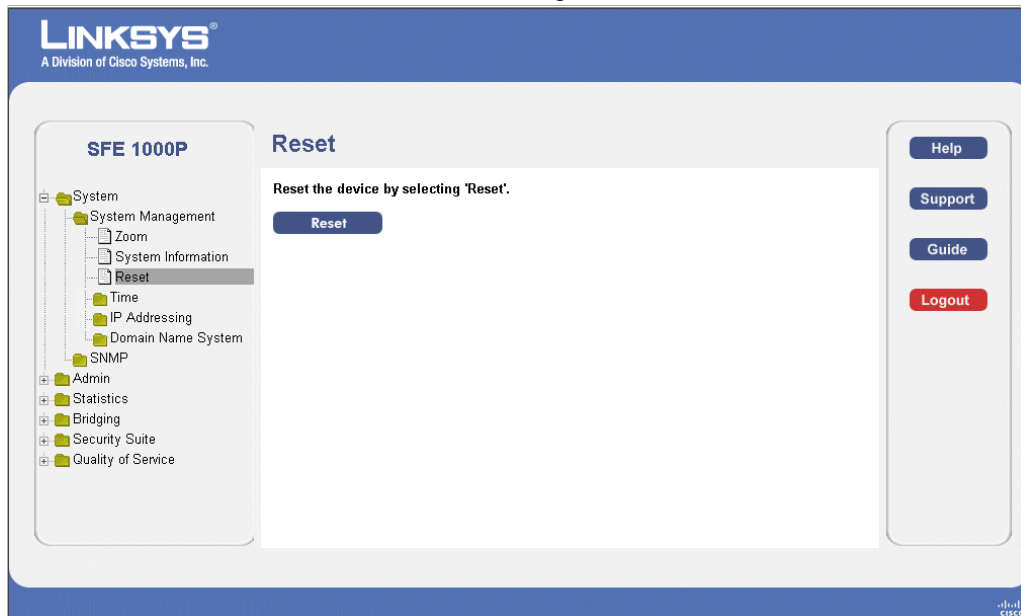 LINKSYS®
A Division of Cisco Systems, Inc.
SFE 1000P
System
System Management
Zoom
System Information
Reset
Time
IP Addressing
Domain Name System
SNMP
Admin
Statistics
Bridging
Security Suite
Quality of Service
Reset
Reset the device by selecting 'Reset'.
Reset
Help
Support
Guide
Logout
cisco